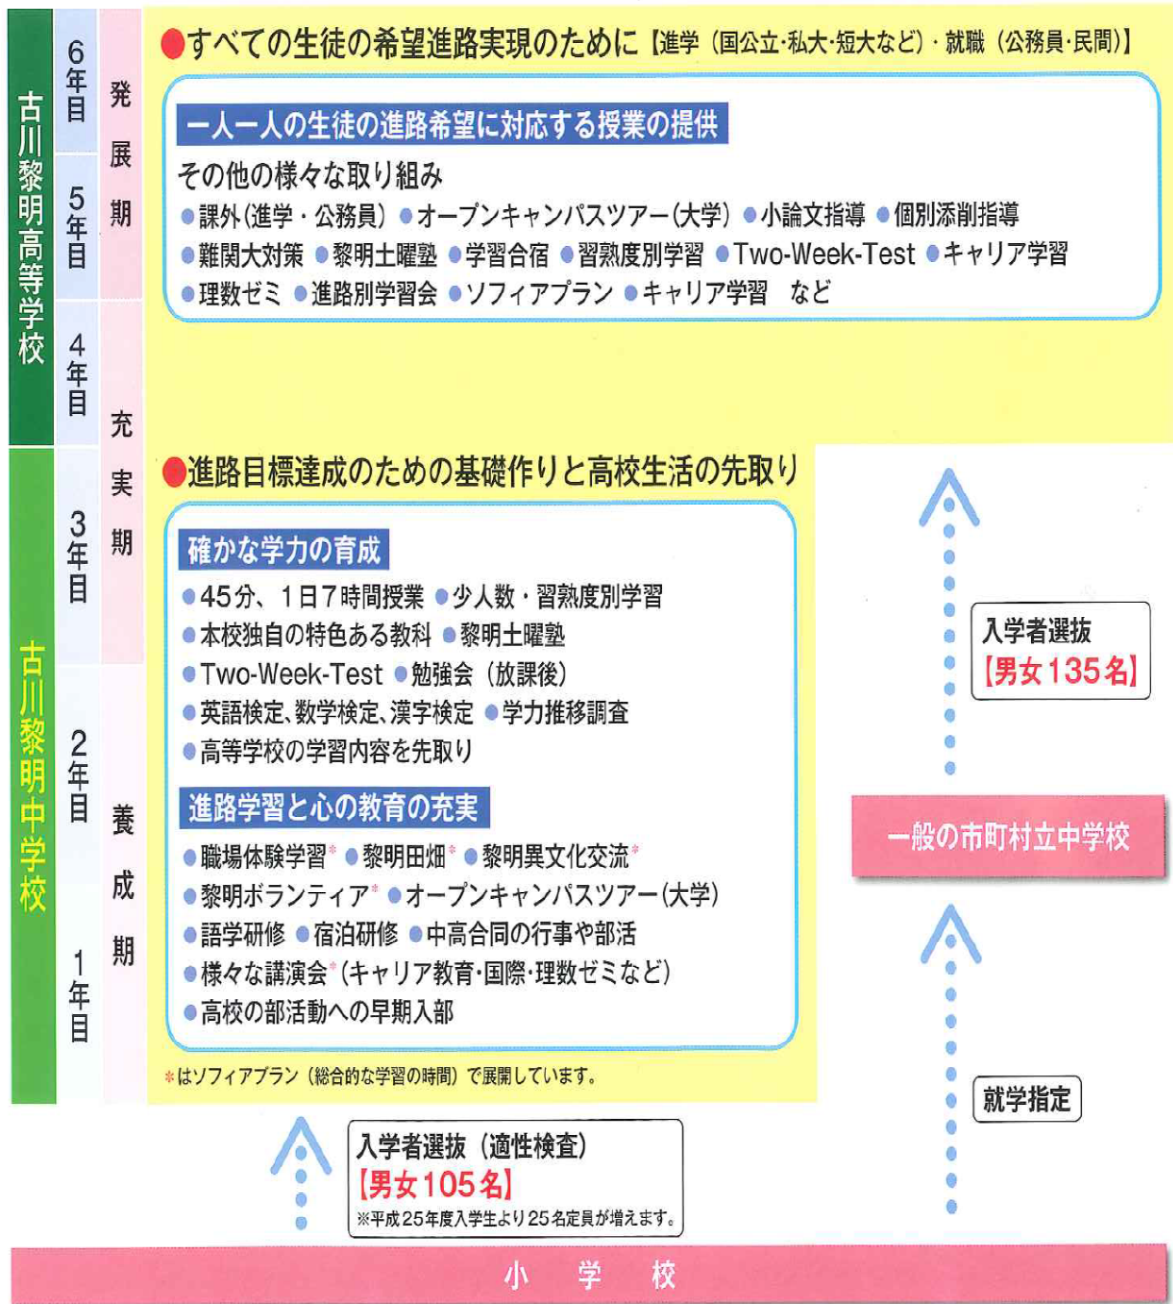 古川黎明高等学校
古川黎明中学校
6年目
5年目
4年目
3年目
2年目
1年目
発展期
充実期
養成期
●すべての生徒の希望進路実現のために【進学（国公立・私大・短大など）・就職（公務員・民間）】
一人一人の生徒の進路希望に対応する授業の提供
その他の様々な取り組み
●課外（進学・公務員） ●オープンキャンパスツアー（大学） ●小論文指導 ●個別添削指導
●難関大対策 ●黎明土曜塾 ●学習合宿 ●習熟度別学習 ●Two-Week-Test ●キャリア学習
●理数ゼミ ●進路別学習会 ●ソフィアプラン ●キャリア学習　など
●進路目標達成のための基礎作りと高校生活の先取り
確かな学力の育成
●45分、1日7時間授業 ●少人数・習熟度別学習
●本校独自の特色ある教科 ●黎明土曜塾
●Two-Week-Test ●勉強会（放課後）
●英語検定、数学検定、漢字検定 ●学力推移調査
●高等学校の学習内容を先取り
進路学習と心の教育の充実
●職場体験学習* ●黎明田畑* ●黎明異文化交流*
●黎明ボランティア* ●オープンキャンパスツアー（大学）
●語学研修 ●宿泊研修 ●中高合同の行事や部活
●様々な講演会*（キャリア教育・国際・理数ゼミなど）
●高校の部活動への早期入部
*はソフィアプラン（総合的な学習の時間）で展開しています。
入学者選抜
【男女135名】
一般の市町村立中学校
就学指定
入学者選抜（適性検査）
【男女105名】
※平成25年度入学生より25名定員が増えます。
小学校